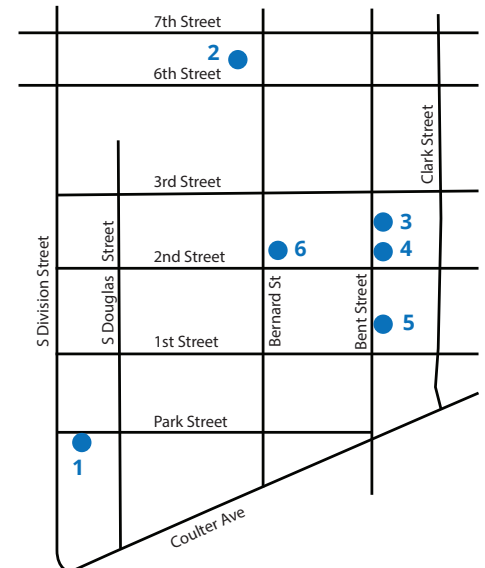 7th Street
2
6th Street
Clark Street
3rd Street
3
S Division Street
S Douglas Street
2nd Street
6
4
Bernard St
Bent Street
5
1st Street
Park Street
1
Coulter Ave